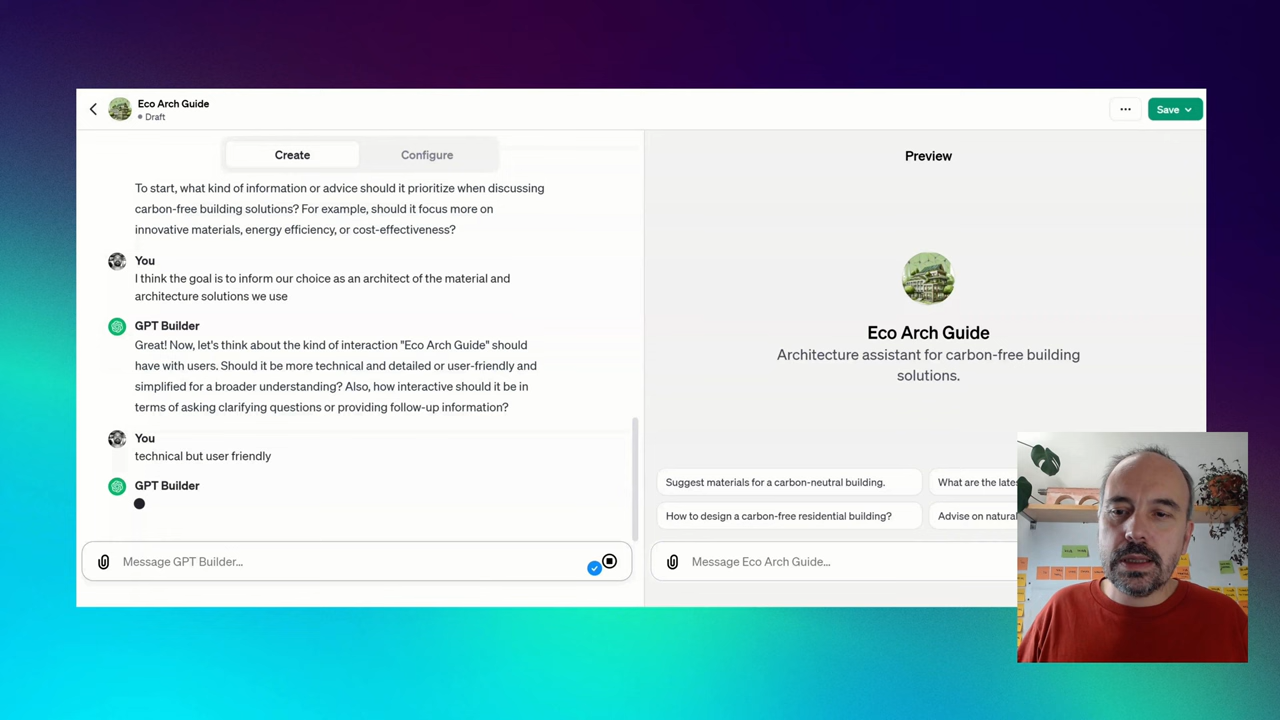 Eco Arch Guide
Draft
Save
Create
Configure
Preview
To start, what kind of information or advice should it prioritize when discussing
carbon-free building solutions? For example, should it focus more on
innovative materials, energy efficiency, or cost-effectiveness?
You
I think the goal is to inform our choice as an architect of the material and
architecture solutions we use
GPT Builder
Great! Now, let's think about the kind of interaction "Eco Arch Guide" should
have with users. Should it be more technical and detailed or user-friendly and
simplified for a broader understanding? Also, how interactive should it be in
terms of asking clarifying questions or providing follow-up information?
You
technical but user friendly
GPT Builder
Message GPT Builder...
Eco Arch Guide
Architecture assistant for carbon-free building
solutions.
Suggest materials for a carbon-neutral building.
What are the
How to design a carbon-free residential building?
Advise on
Message Eco Arch Guide...